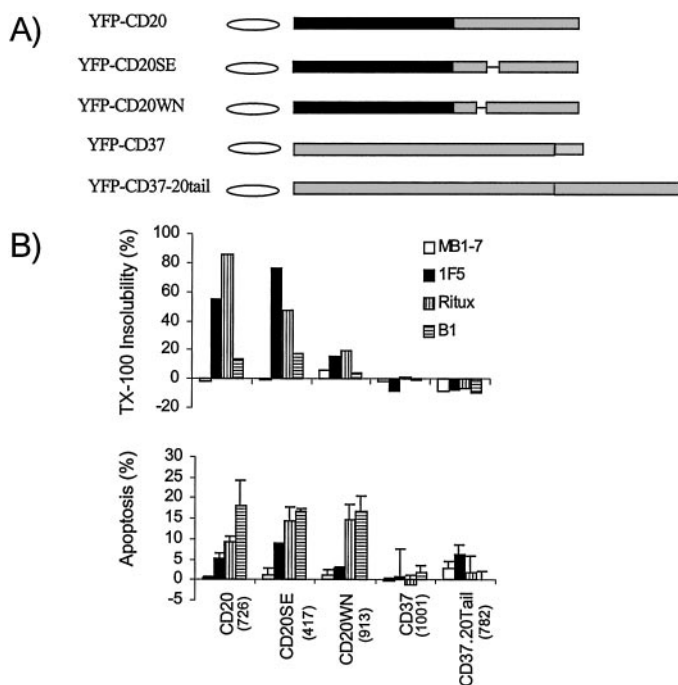 A)
YFP-CD20
YFP-CD20SE
YFP-CD20WN
YFP-CD37
YFP-CD37-20tail
B)
TX-100 Insolubility (%)
100
80
60
40
20
0
-20
MB1-7
1F5
Ritux
B1
Apoptosis (%)
30
25
20
15
10
5
0
-5
CD20
(726)
CD20SE
(417)
CD20WN
(913)
CD37
(1001)
CD37.20Tail
(782)